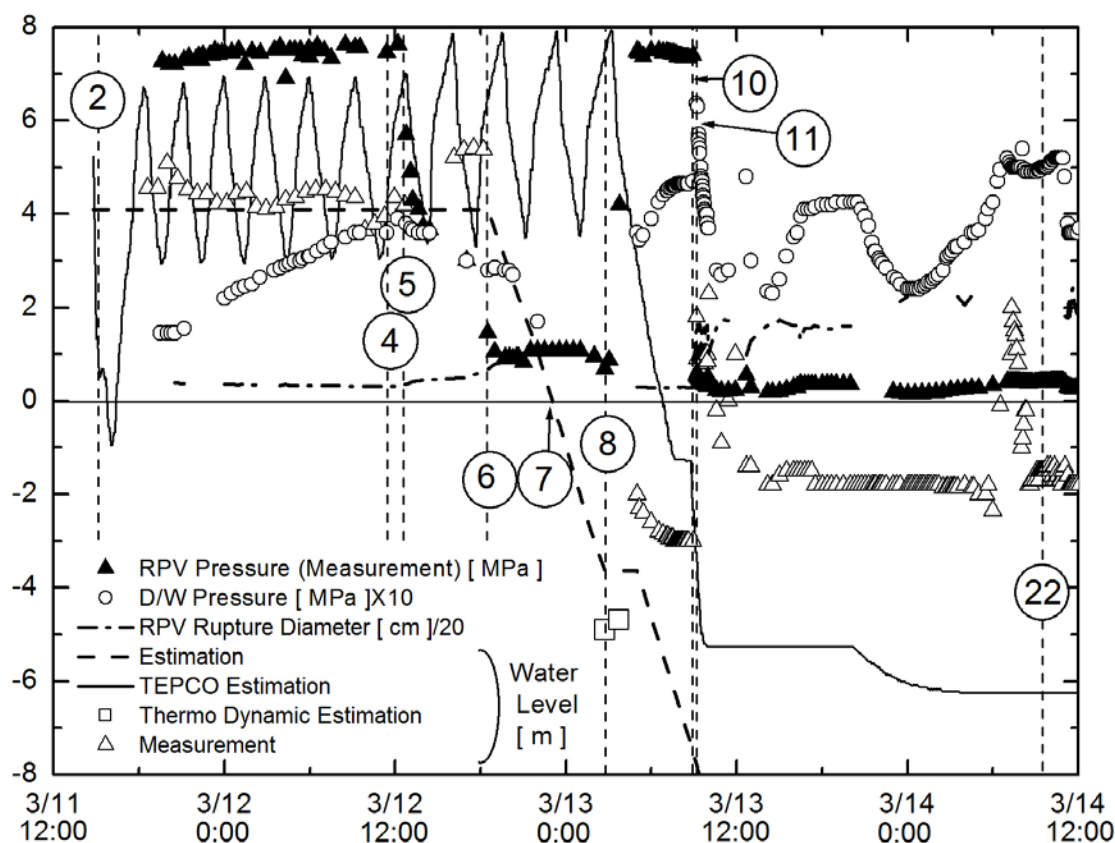 8
6
4
2
0
-2
-4
-6
-8
2
10
11
5
4
6
7
8
22
RPV Pressure (Measurement) [ MPa ]
D/W Pressure [ MPa ]X10
RPV Rupture Diameter [ cm ]/20
Estimation
TEPCO Estimation
Thermo Dynamic Estimation
Measurement
Water
Level
[ m ]
3/11 3/12 3/12 3/13 3/13 3/14 3/14
12:00 0:00 12:00 0:00 12:00 0:00 12:00